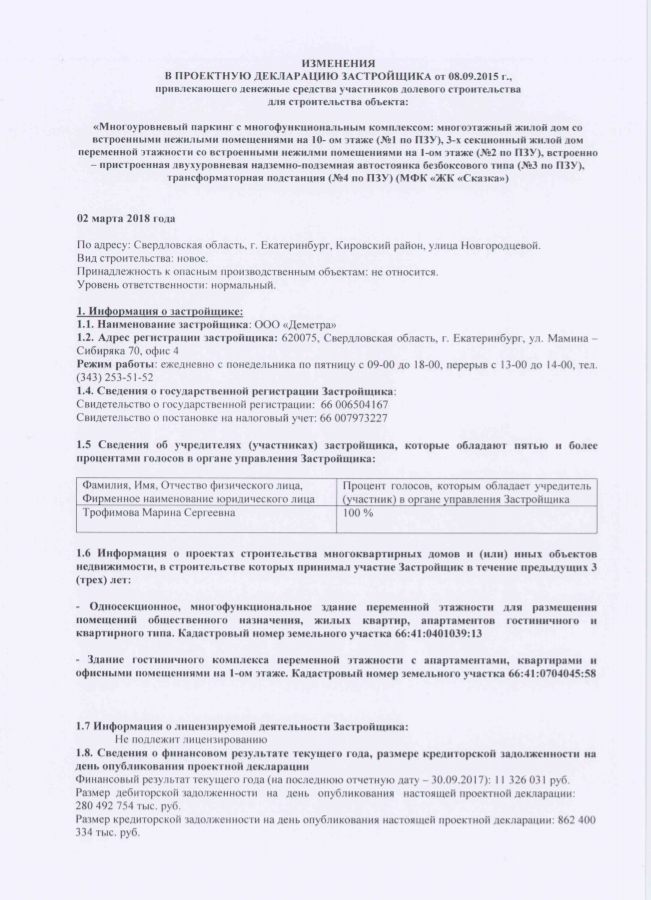 ИЗМЕНЕНИЯ
В ПРОЕКТНУЮ ДЕКЛАРАЦИЮ ЗАСТРОЙЩИКА от 08.09.2015 г.,
привлекающего денежные средства участников долевого строительства
для строительства объекта:
«Многоуровневый паркинг с многофункциональным комплексом: многоэтажный жилой дом со
встроенными нежилыми помещениями на 10- ом этаже (№1 по ПЗУ), 3-х секционный жилой дом
переменной этажности со встроенными нежилми помещениями на 1-ом этаже (№2 по ПЗУ), встроенно
– пристроенная двухуровневая надземно-подземная автостоянка безбоксового типа (№3 по ПЗУ),
трансформаторная подстанция (№4 по ПЗУ) (МФК «ЖК «Сказка»)
02 марта 2018 года
По адресу: Свердловская область, г. Екатеринбург, Кировский район, улица Новгородцевой.
Вид строительства: новое.
Принадлежность к опасным производственным объектам: не относится.
Уровень ответственности: нормальный.
1. Информация о застройщике:
1.1. Наименование застройщика: ООО «Деметра»
1.2. Адрес регистрации застройщика: 620075, Свердловская область, г. Екатеринбург, ул. Мамина –
Сибиряка 70, офис 4
Режим работы: ежедневно с понедельника по пятницу с 09-00 до 18-00, перерыв с 13-00 до 14-00, тел.
(343) 253-51-52
1.4. Сведения о государственной регистрации Застройщика:
Свидетельство о государственной регистрации: 66 006504167
Свидетельство о постановке на налоговый учет: 66 007973227
1.5 Сведения об учредителях (участниках) застройщика, которые обладают пятью и более
процентами голосов в органе управления Застройщика:
Фамилия, Имя, Отчество физического лица,
Фирменное наименование юридического лица
Процент голосов, которым обладает учредитель
(участник) в органе управления Застройщика
Трофимова Марина Сергеевна
100 %
1.6 Информация о проектах строительства многоквартирных домов и (или) иных объектов
недвижимости, в строительстве которых принимал участие Застройщик в течение предыдущих 3
(трех) лет:
- Односекционное, многофункциональное здание переменной этажности для размещения
помещений общественного назначения, жилых квартир, апартаментов гостиничного и
квартирного типа. Кадастровый номер земельного участка 66:41:0401039:13
- Здание гостиничного комплекса переменной этажности с апартаментами, квартирами и
офисными помещениями на 1-ом этаже. Кадастровый номер земельного участка 66:41:0704045:58
1.7 Информация о лицензируемой деятельности Застройщика:
Не подлежит лицензированию
1.8. Сведения о финансовом результате текущего года, размере кредиторской задолженности на
день опубликования проектной декларации
Финансовый результат текущего года (на последнюю отчетную дату – 30.09.2017): 11 326 031 руб.
Размер дебиторской задолженности на день опубликования настоящей проектной декларации:
280 492 754 тыс. руб.
Размер кредиторской задолженности на день опубликования настоящей проектной декларации: 862 400
334 тыс. руб.